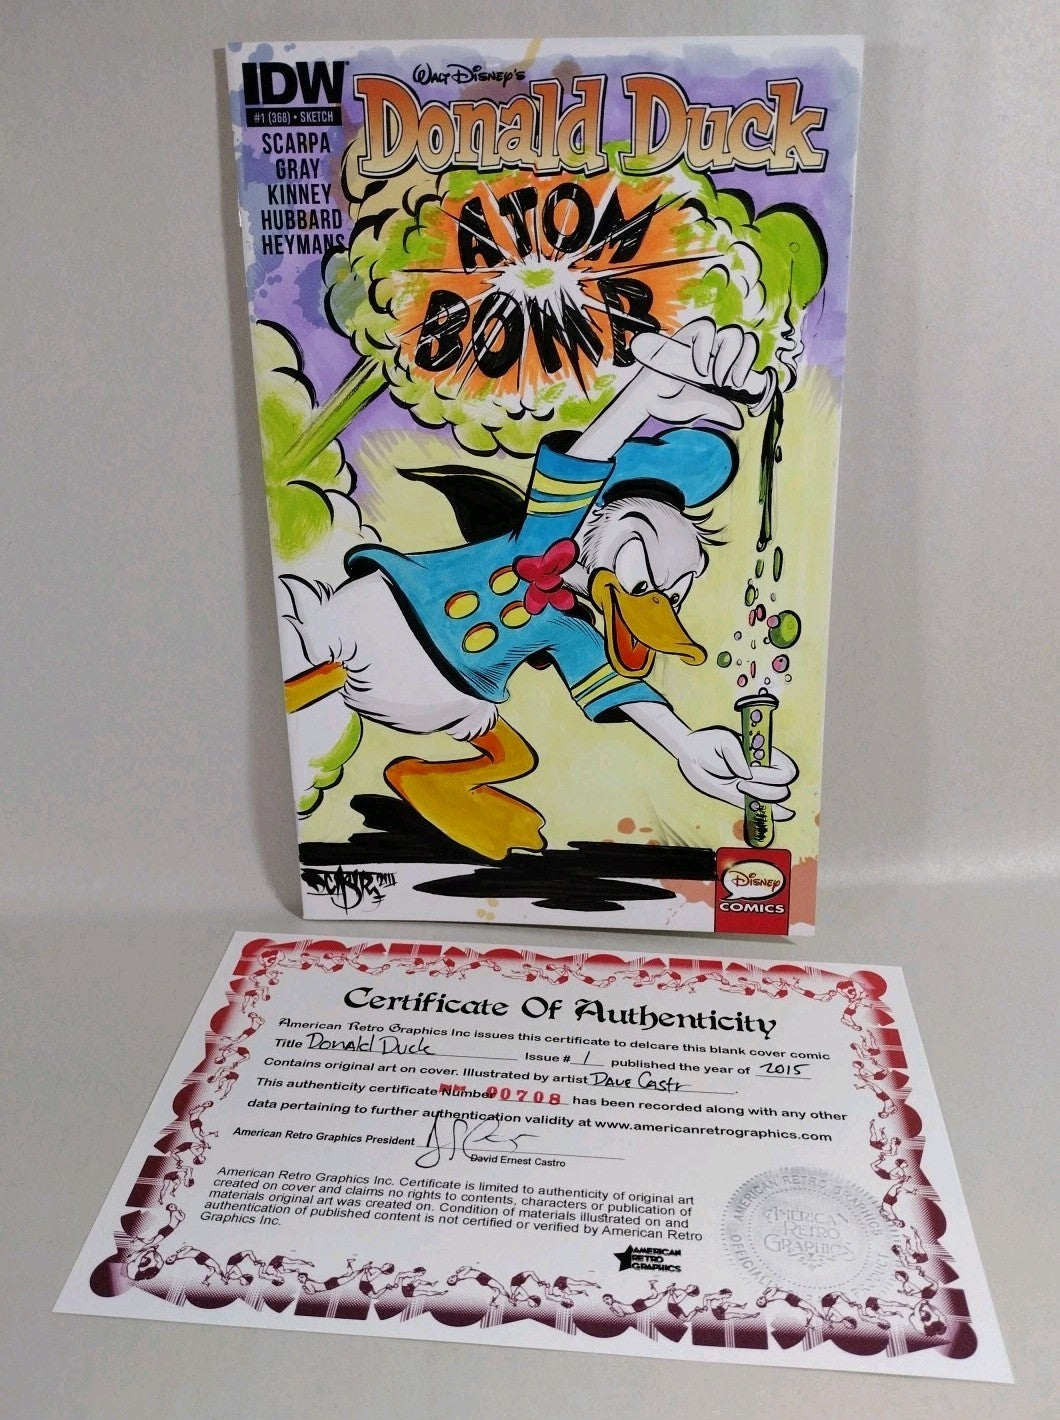 IDW
#1 (368) • SKETCH
SCARPA
GRAY
KINNEY
HUBBARD
HEYMANS
WALT DISNEY'S
Donald Duck
ATOM
BOMB
DISNEY
COMICS
Certificate Of Authenticity
American Retro Graphics Inc issues this certificate to delcare this blank cover comic
Title Donald Duck Issue # 1 published the year of 2015
Contains original art on cover. Illustrated by artist Dave Castr.
This authenticity certificate Number 00708 has been recorded along with any other
data pertaining to further authentication validity at www.americanretrographics.com
American Retro Graphics President
David Ernest Castro
American Retro Graphics Inc. Certificate is limited to authenticity of original art
created on cover and claims no rights to contents, characters or publication of
materials original art was created on. Condition of materials illustrated on and
authentication of published content is not certified or verified by American Retro
Graphics Inc.
AMERICAN
RETRO
GRAPHICS
AMERICAN
RETRO
GRAPHICS